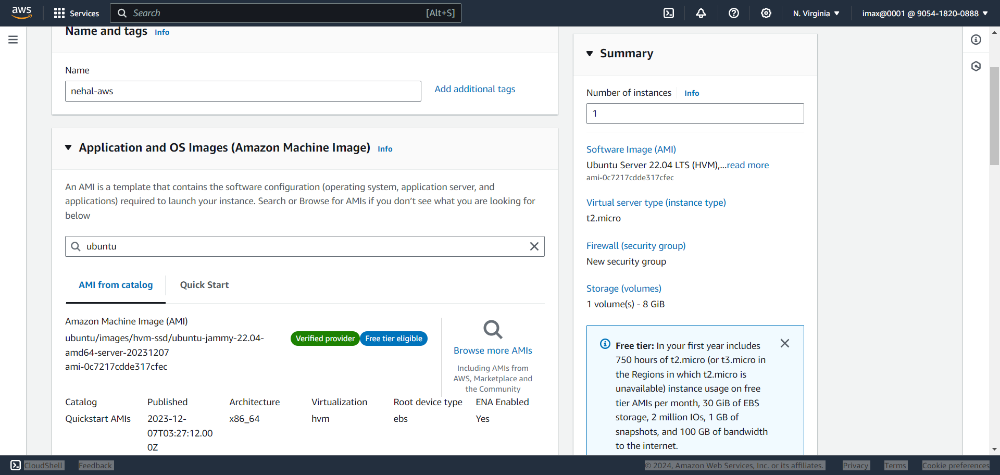 aws
Services
Search
[Alt+S]
N. Virginia
imax@0001 @ 9054-1820-0888
Name and tags Info
Name
nehal-aws
Add additional tags
Application and OS Images (Amazon Machine Image) Info
An AMI is a template that contains the software configuration (operating system, application server, and
applications) required to launch your instance. Search or Browse for AMIs if you don’t see what you are looking for
below
ubuntu
AMI from catalog
Quick Start
Amazon Machine Image (AMI)
ubuntu/images/hvm-ssd/ubuntu-jammy-22.04-
amd64-server-20231207
ami-0c7217cdde317cfec
Verified provider
Free tier eligible
Browse more AMIs
Including AMIs from
AWS, Marketplace and
the Community
Catalog
Quickstart AMIs
Published
2023-12-
07T03:27:12.00
0Z
Architecture
x86_64
Virtualization
hvm
Root device type
ebs
ENA Enabled
Yes
Summary
Number of instances Info
1
Software Image (AMI)
Ubuntu Server 22.04 LTS (HVM),...read more
ami-0c7217cdde317cfec
Virtual server type (instance type)
t2.micro
Firewall (security group)
New security group
Storage (volumes)
1 volume(s) - 8 GiB
Free tier: In your first year includes
750 hours of t2.micro (or t3.micro in
the Regions in which t2.micro is
unavailable) instance usage on free
tier AMIs per month, 30 GiB of EBS
storage, 2 million IOs, 1 GB of
snapshots, and 100 GB of bandwidth
to the internet.
CloudShell
Feedback
© 2024, Amazon Web Services, Inc. or its affiliates.
Privacy
Terms
Cookie preferences